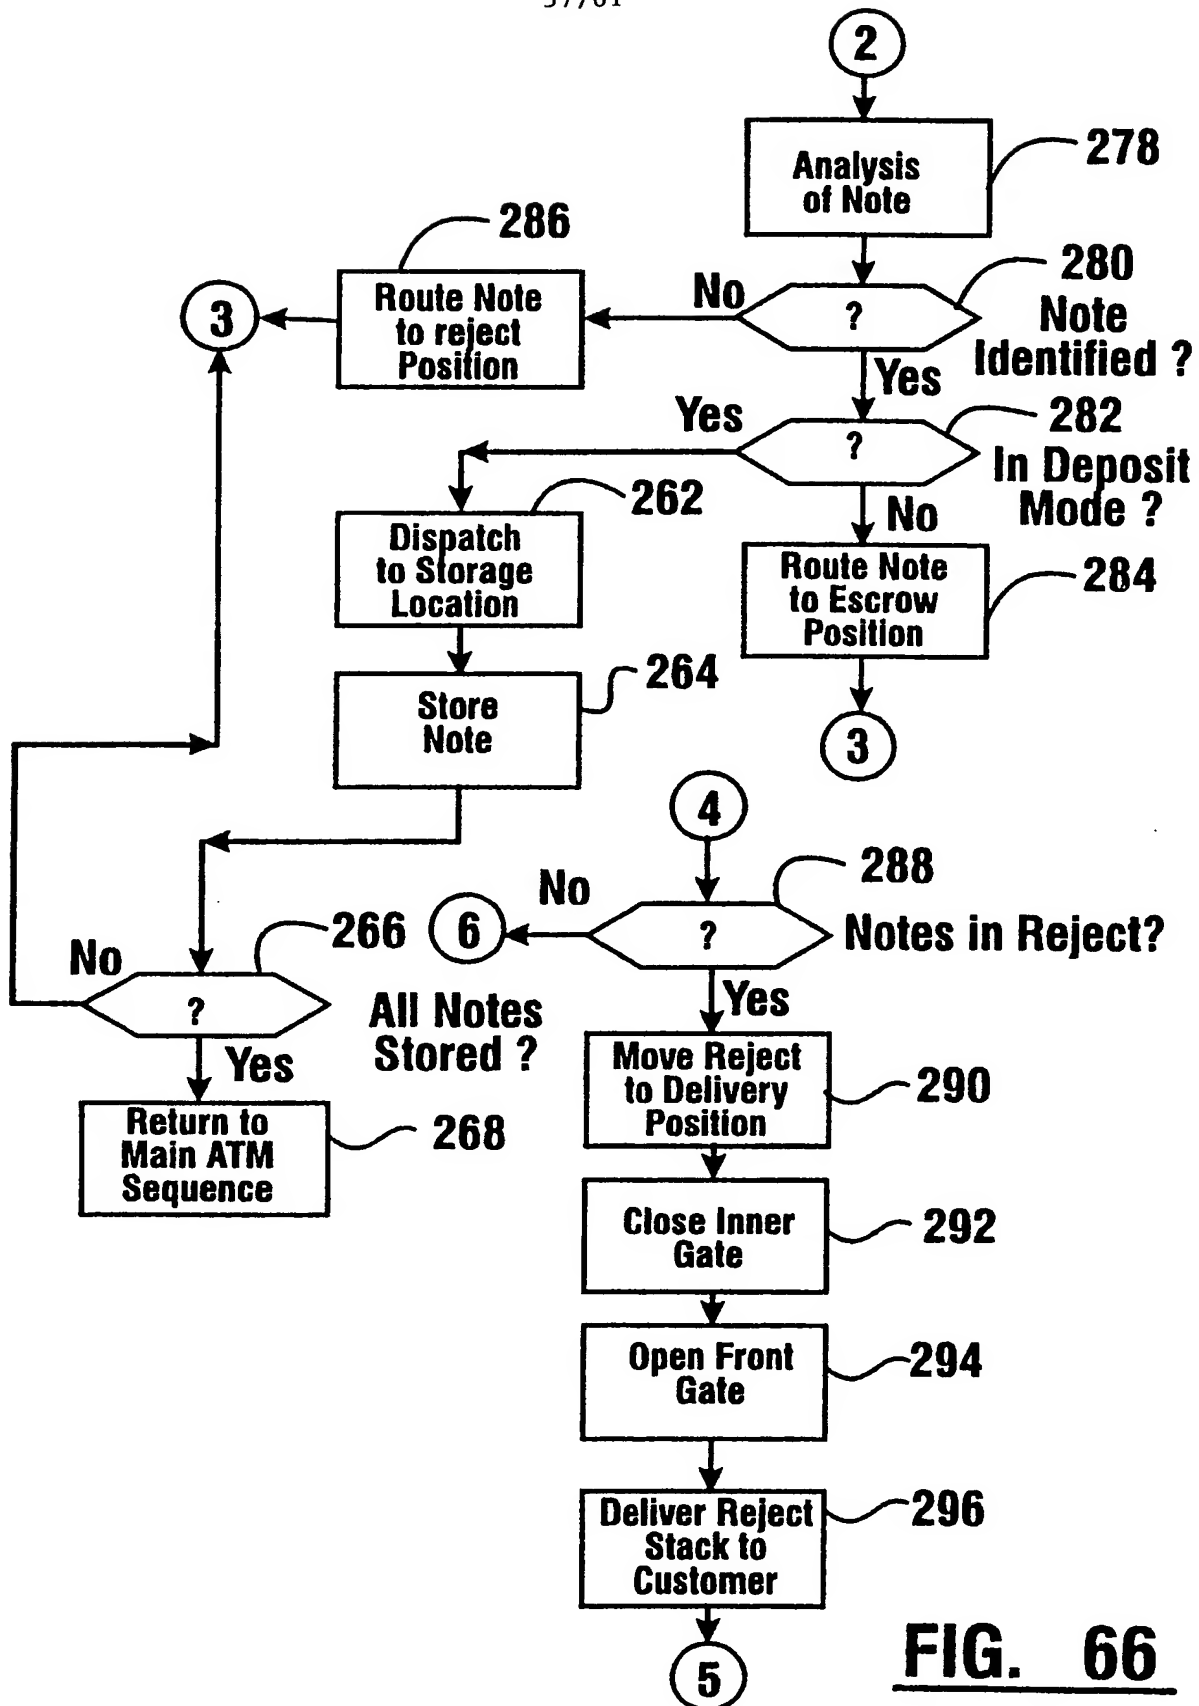 2
278
Analysis
of Note
286
280
Route Note
to reject
Position
3
No
?
Note
Identified ?
Yes
Yes
282
?
In Deposit
Mode ?
262
No
Dispatch
to Storage
Location
Route Note
to Escrow
Position
284
264
Store
Note
3
4
288
No
6
?
Notes in Reject?
266
No
?
All Notes
Stored ?
Yes
Yes
Move Reject
to Delivery
Position
290
Return to
Main ATM
Sequence
268
Close Inner
Gate
292
Open Front
Gate
294
Deliver Reject
Stack to
Customer
296
5
FIG. 66